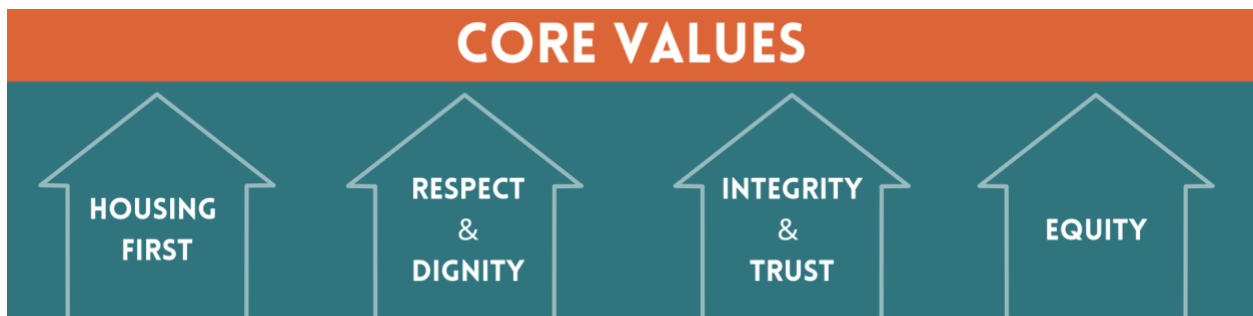 CORE VALUES
HOUSING
FIRST
RESPECT
&
DIGNITY
INTEGRITY
&
TRUST
EQUITY